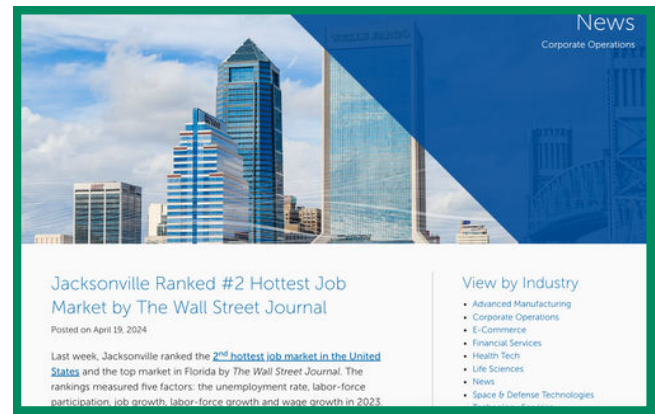 News
Corporate Operations
WELLS FARGO
Jacksonville Ranked #2 Hottest Job
Market by The Wall Street Journal
Posted on April 19, 2024
Last week, Jacksonville ranked the 2nd hottest job market in the United
States and the top market in Florida by The Wall Street Journal. The
rankings measured five factors: the unemployment rate, labor-force
participation, job growth, labor-force growth and wage growth in 2023.
View by Industry
• Advanced Manufacturing
• Corporate Operations
• E-Commerce
• Financial Services
• Health Tech
• Life Sciences
• News
• Space & Defense Technologies